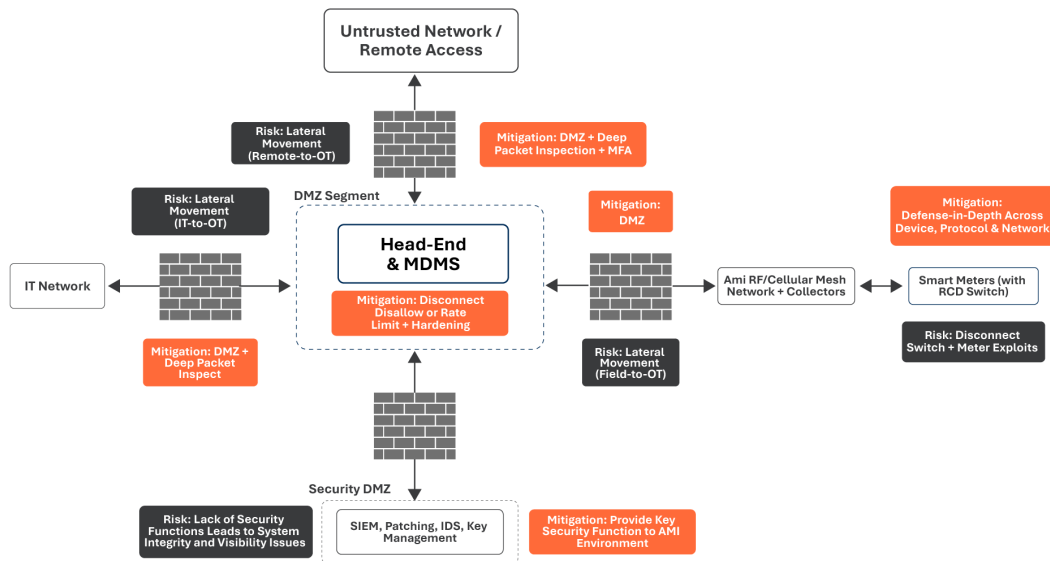 Untrusted Network /
Remote Access
Risk: Lateral
Movement
(Remote-to-OT)
Mitigation: DMZ + Deep
Packet Inspection + MFA
Risk: Lateral
Movement
(IT-to-OT)
DMZ Segment
Mitigation:
DMZ
Mitigation:
Defense-in-Depth Across
Device, Protocol & Network
Head-End
& MDMS
IT Network
Mitigation: Disconnect
Disallow or Rate
Limit + Hardening
Ami RF/Cellular Mesh
Network + Collectors
Smart Meters (with
RCD Switch)
Mitigation: DMZ +
Deep Packet
Inspect
Risk: Lateral
Movement
(Field-to-OT)
Risk: Disconnect
Switch + Meter Exploits
Security DMZ
Risk: Lack of Security
Functions Leads to System
Integrity and Visibility Issues
SIEM, Patching, IDS, Key
Management
Mitigation: Provide Key
Security Function to AMI
Environment